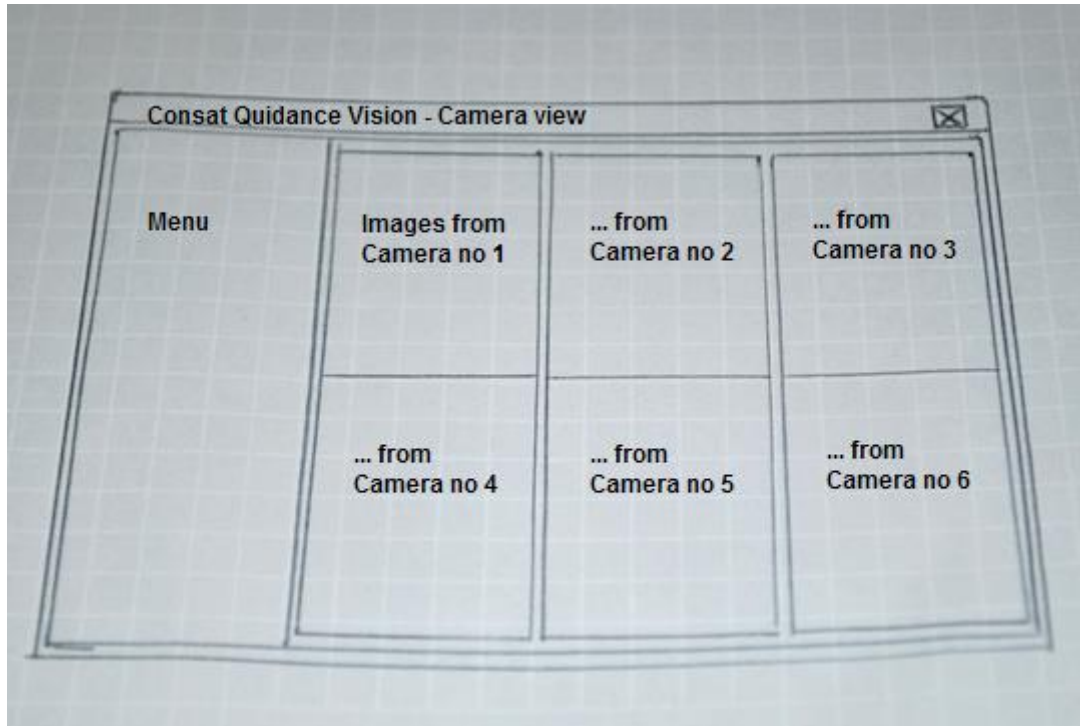 Consat Quidance Vision - Camera view
Menu
Images from
Camera no 1
... from
Camera no 2
... from
Camera no 3
... from
Camera no 4
... from
Camera no 5
... from
Camera no 6